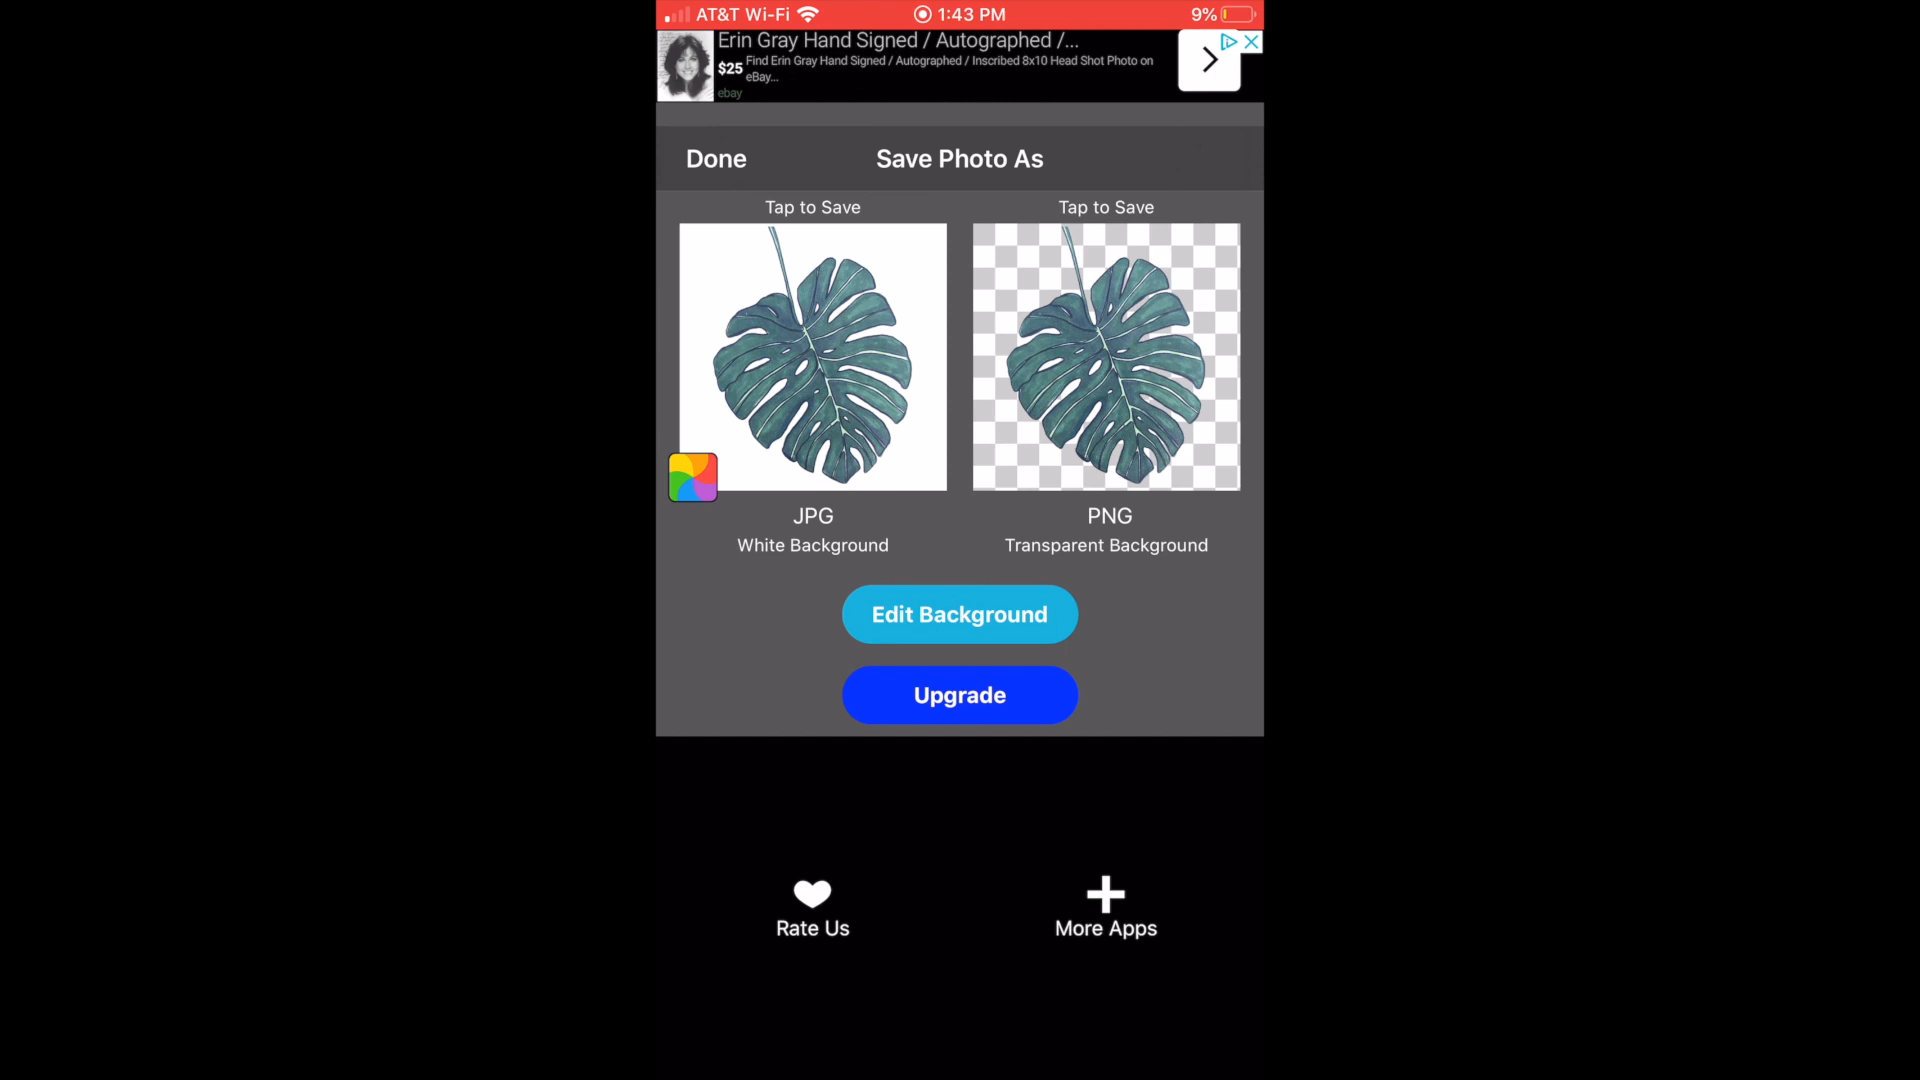 AT&T Wi-Fi 1:43 PM 9%
Erin Gray Hand Signed / Autographed /...
$25 Find Erin Gray Hand Signed / Autographed / Inscribed 8x10 Head Shot Photo on
eBay...
ebay
Done Save Photo As
Tap to Save Tap to Save
JPG PNG
White Background Transparent Background
Edit Background
Upgrade
Rate Us More Apps